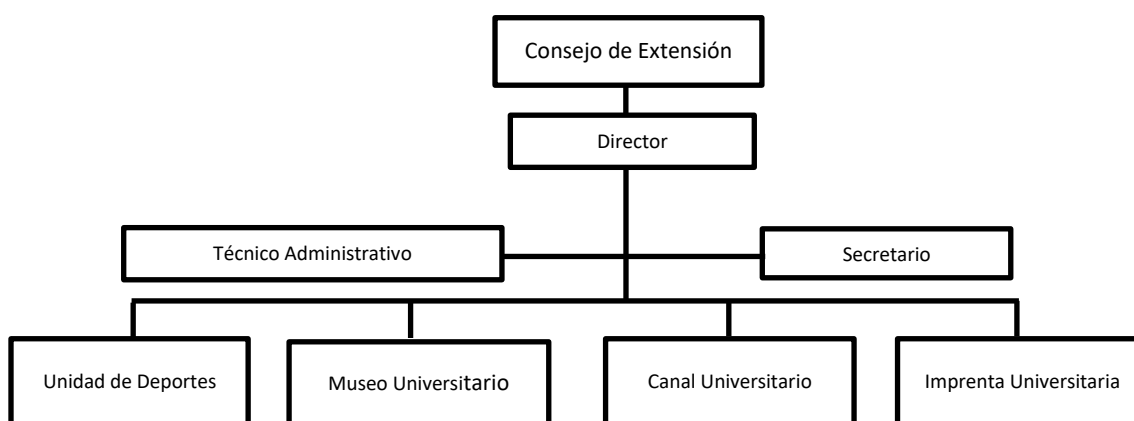 Consejo de Extensión
Director
Técnico Administrativo
Secretario
Unidad de Deportes
Museo Universitario
Canal Universitario
Imprenta Universitaria